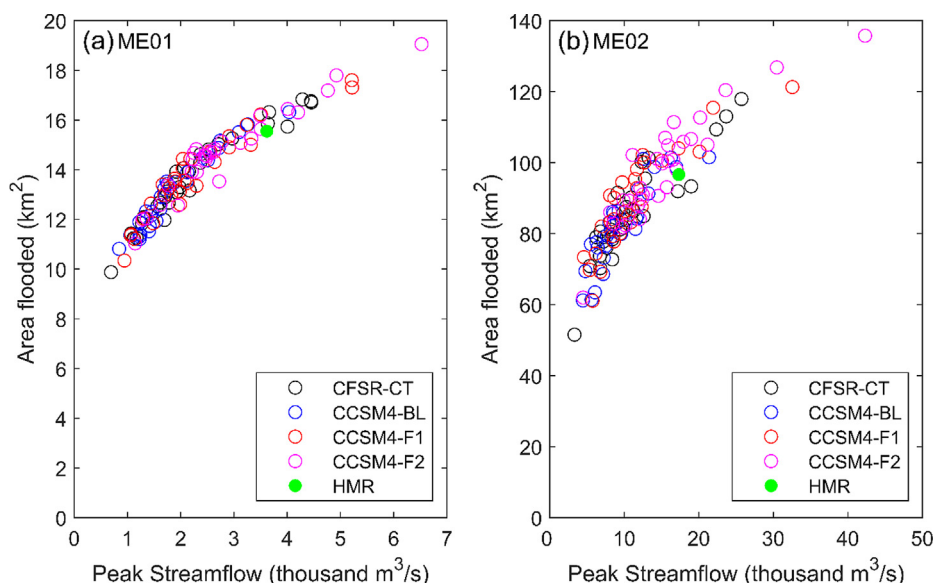 (a) ME01
Area flooded (km²)
20
18
16
14
12
10
8
6
4
2
0
0 1 2 3 4 5 6 7
Peak Streamflow (thousand m³/s)
CFSR-CT
CCSM4-BL
CCSM4-F1
CCSM4-F2
HMR
(b) ME02
Area flooded (km²)
140
120
100
80
60
40
20
0
0 10 20 30 40 50
Peak Streamflow (thousand m³/s)
CFSR-CT
CCSM4-BL
CCSM4-F1
CCSM4-F2
HMR